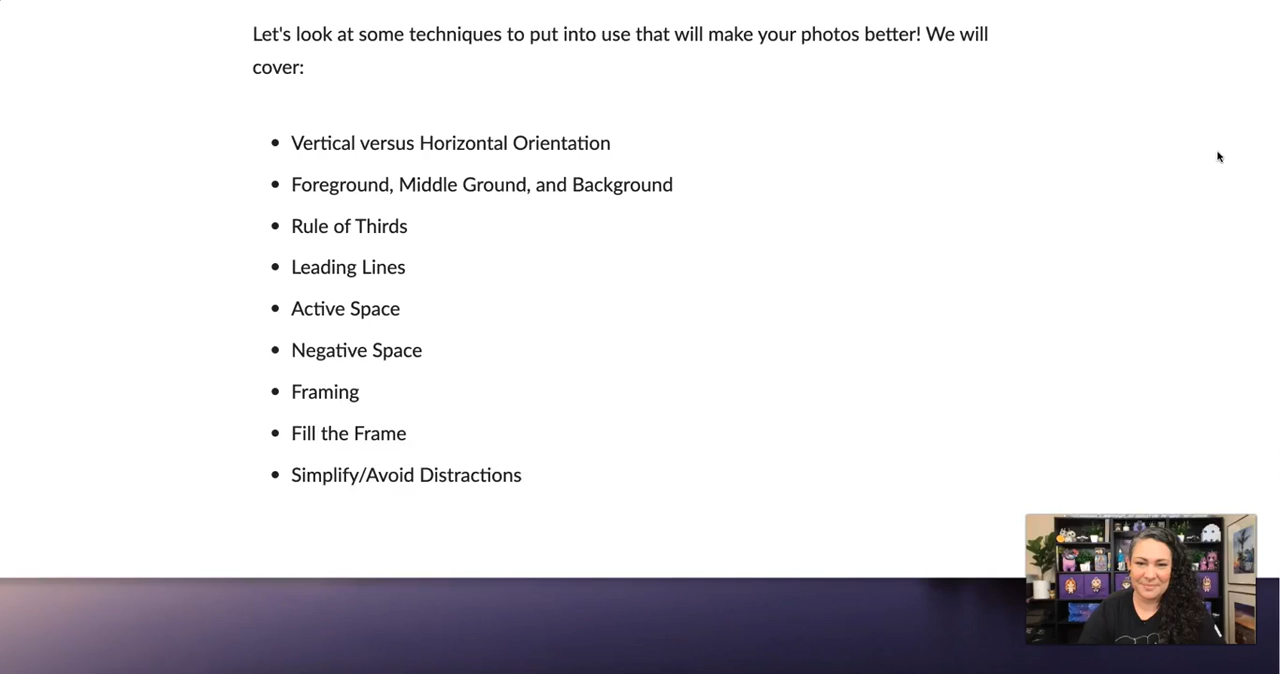 Let's look at some techniques to put into use that will make your photos better! We will
cover:
• Vertical versus Horizontal Orientation
• Foreground, Middle Ground, and Background
• Rule of Thirds
• Leading Lines
• Active Space
• Negative Space
• Framing
• Fill the Frame
• Simplify/Avoid Distractions